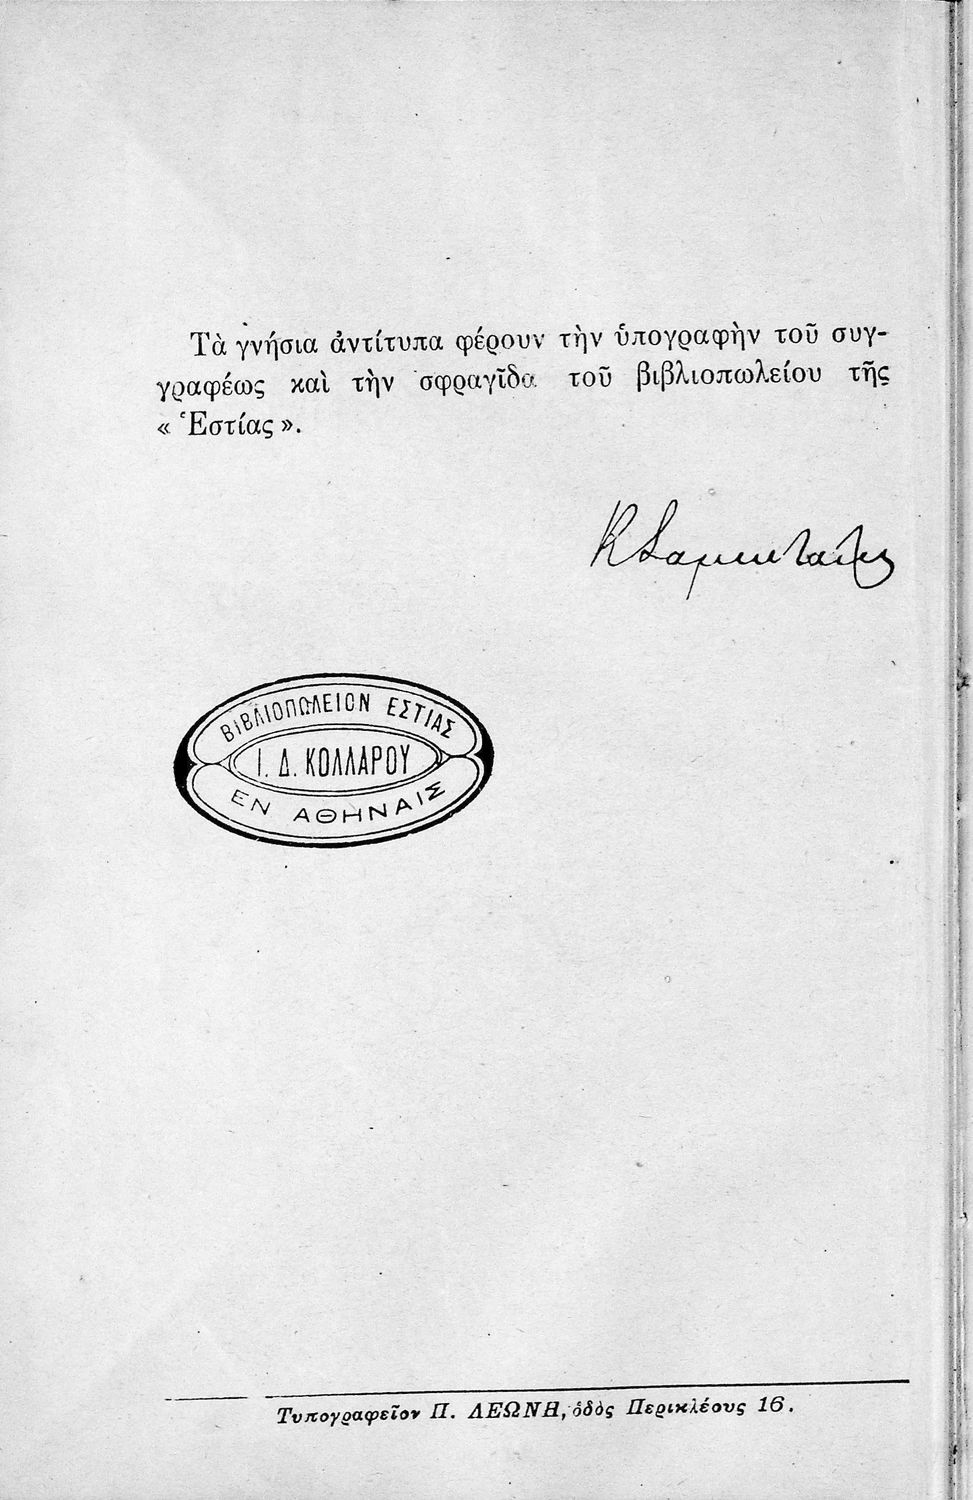 Τὰ γνήσια ἀντίτυπα φέρουν τὴν ὑπογραφὴν τοῦ συγ-
γραφέως καὶ τὴν σφραγῖδα τοῦ βιβλιοπωλείου τῆς
« Ἑστίας ».
ΒΙΒΛΙΟΠΩΛΕΙΟΝ ΕΣΤΙΑΣ
Ι. Δ. ΚΟΛΛΑΡΟΥ
ΕΝ ΑΘΗΝΑΙΣ
Τυπογραφεῖον Π. ΛΕΩΝΗ, ὁδὸς Περικλέους 16.